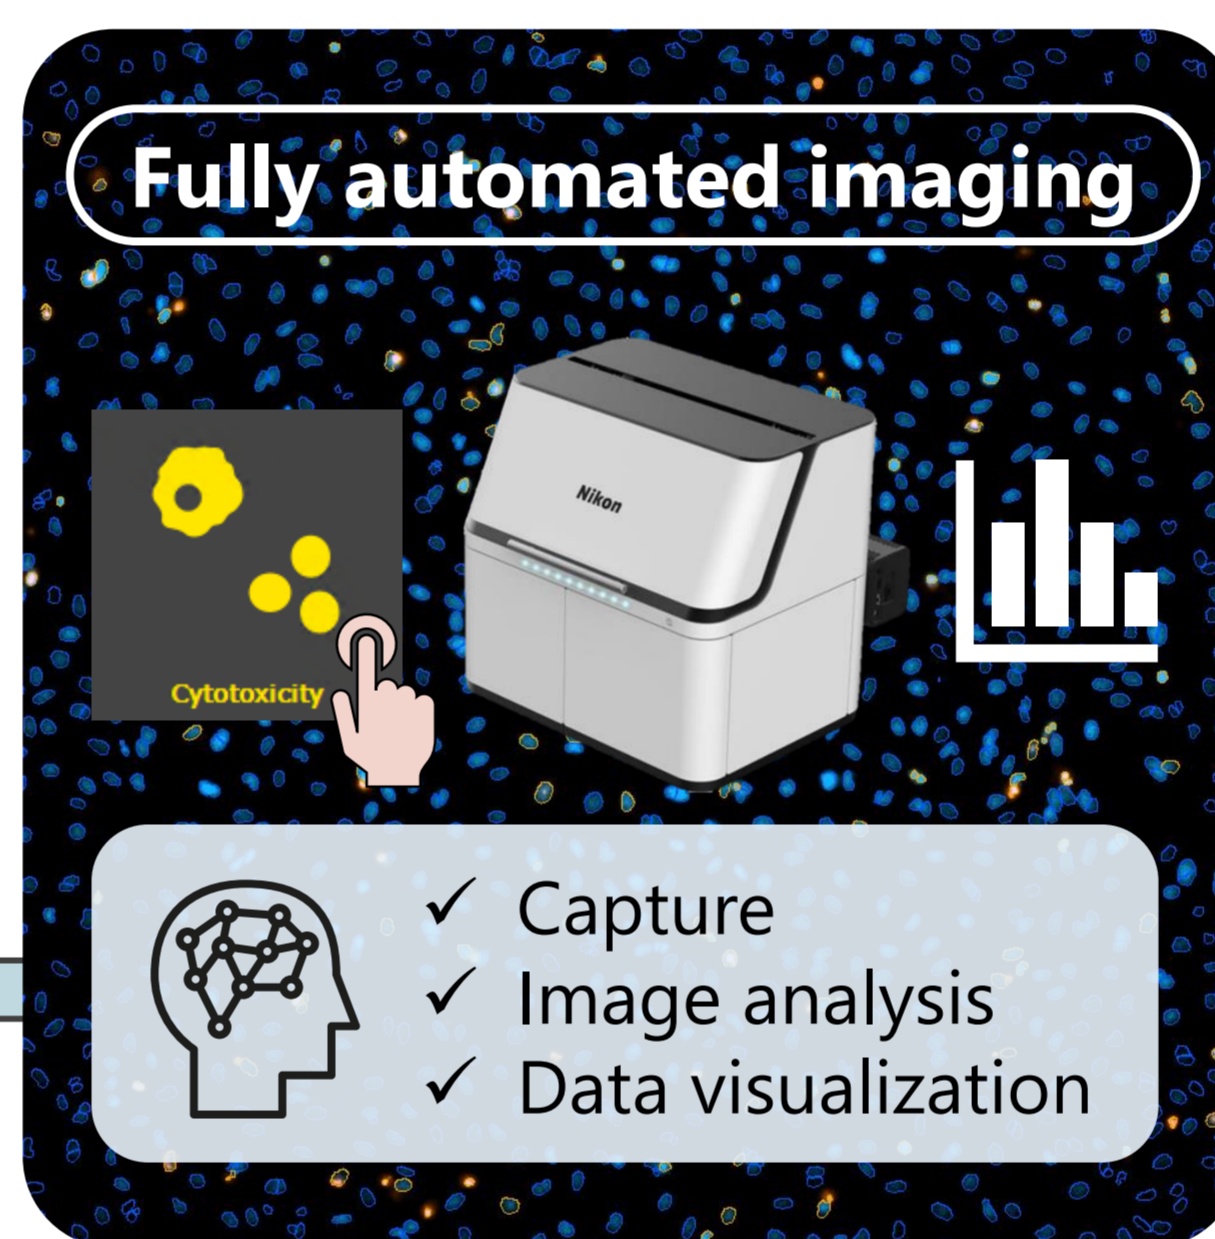 Fully automated imaging
Nikon
Cytotoxicity
✓ Capture
✓ Image analysis
✓ Data visualization